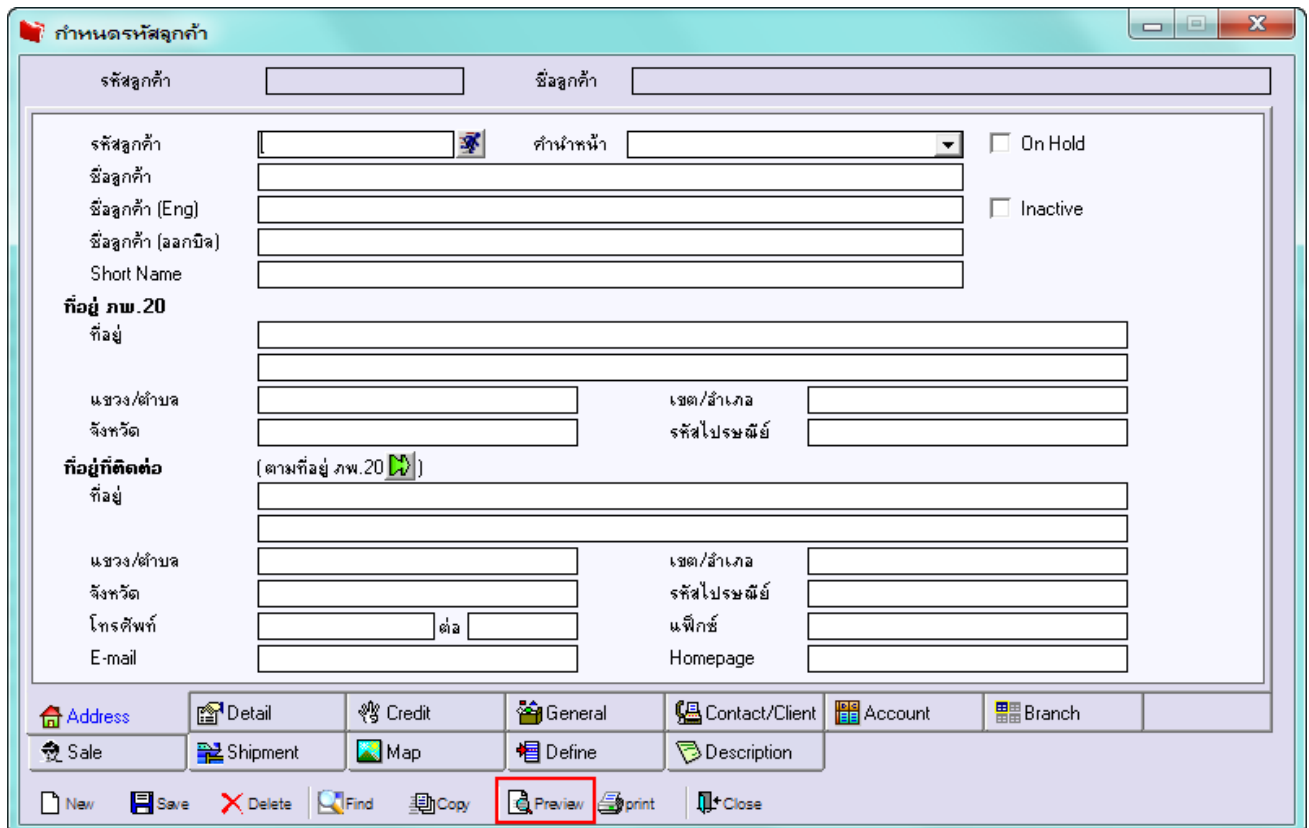 กำหนดรหัสลูกค้า
รหัสลูกค้า ชื่อลูกค้า
รหัสลูกค้า คำนำหน้า On Hold
ชื่อลูกค้า
ชื่อลูกค้า (Eng) Inactive
ชื่อลูกค้า (ออกบิล)
Short Name
ที่อยู่ ภพ.20
ที่อยู่
แขวง/ตำบล เขต/อำเภอ
จังหวัด รหัสไปรษณีย์
ที่อยู่ที่ติดต่อ (ตามที่อยู่ ภพ.20 )
ที่อยู่
แขวง/ตำบล เขต/อำเภอ
จังหวัด รหัสไปรษณีย์
โทรศัพท์ ต่อ แฟ็กซ์
E-mail Homepage
Address Detail Credit General Contact/Client Account Branch
Sale Shipment Map Define Description
New Save Delete Find Copy Preview print Close